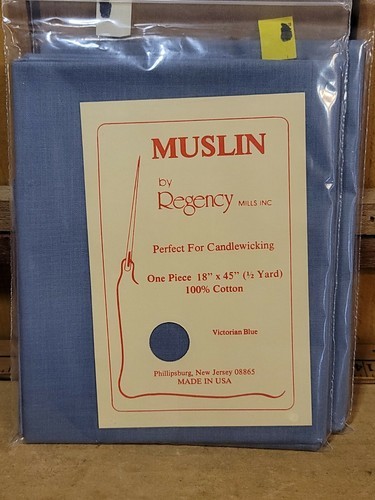 MUSLIN
by
Regency MILLS INC
Perfect For Candlewicking
One Piece 18" x 45" (½ Yard)
100% Cotton
Victorian Blue
Phillipsburg, New Jersey 08865
MADE IN USA